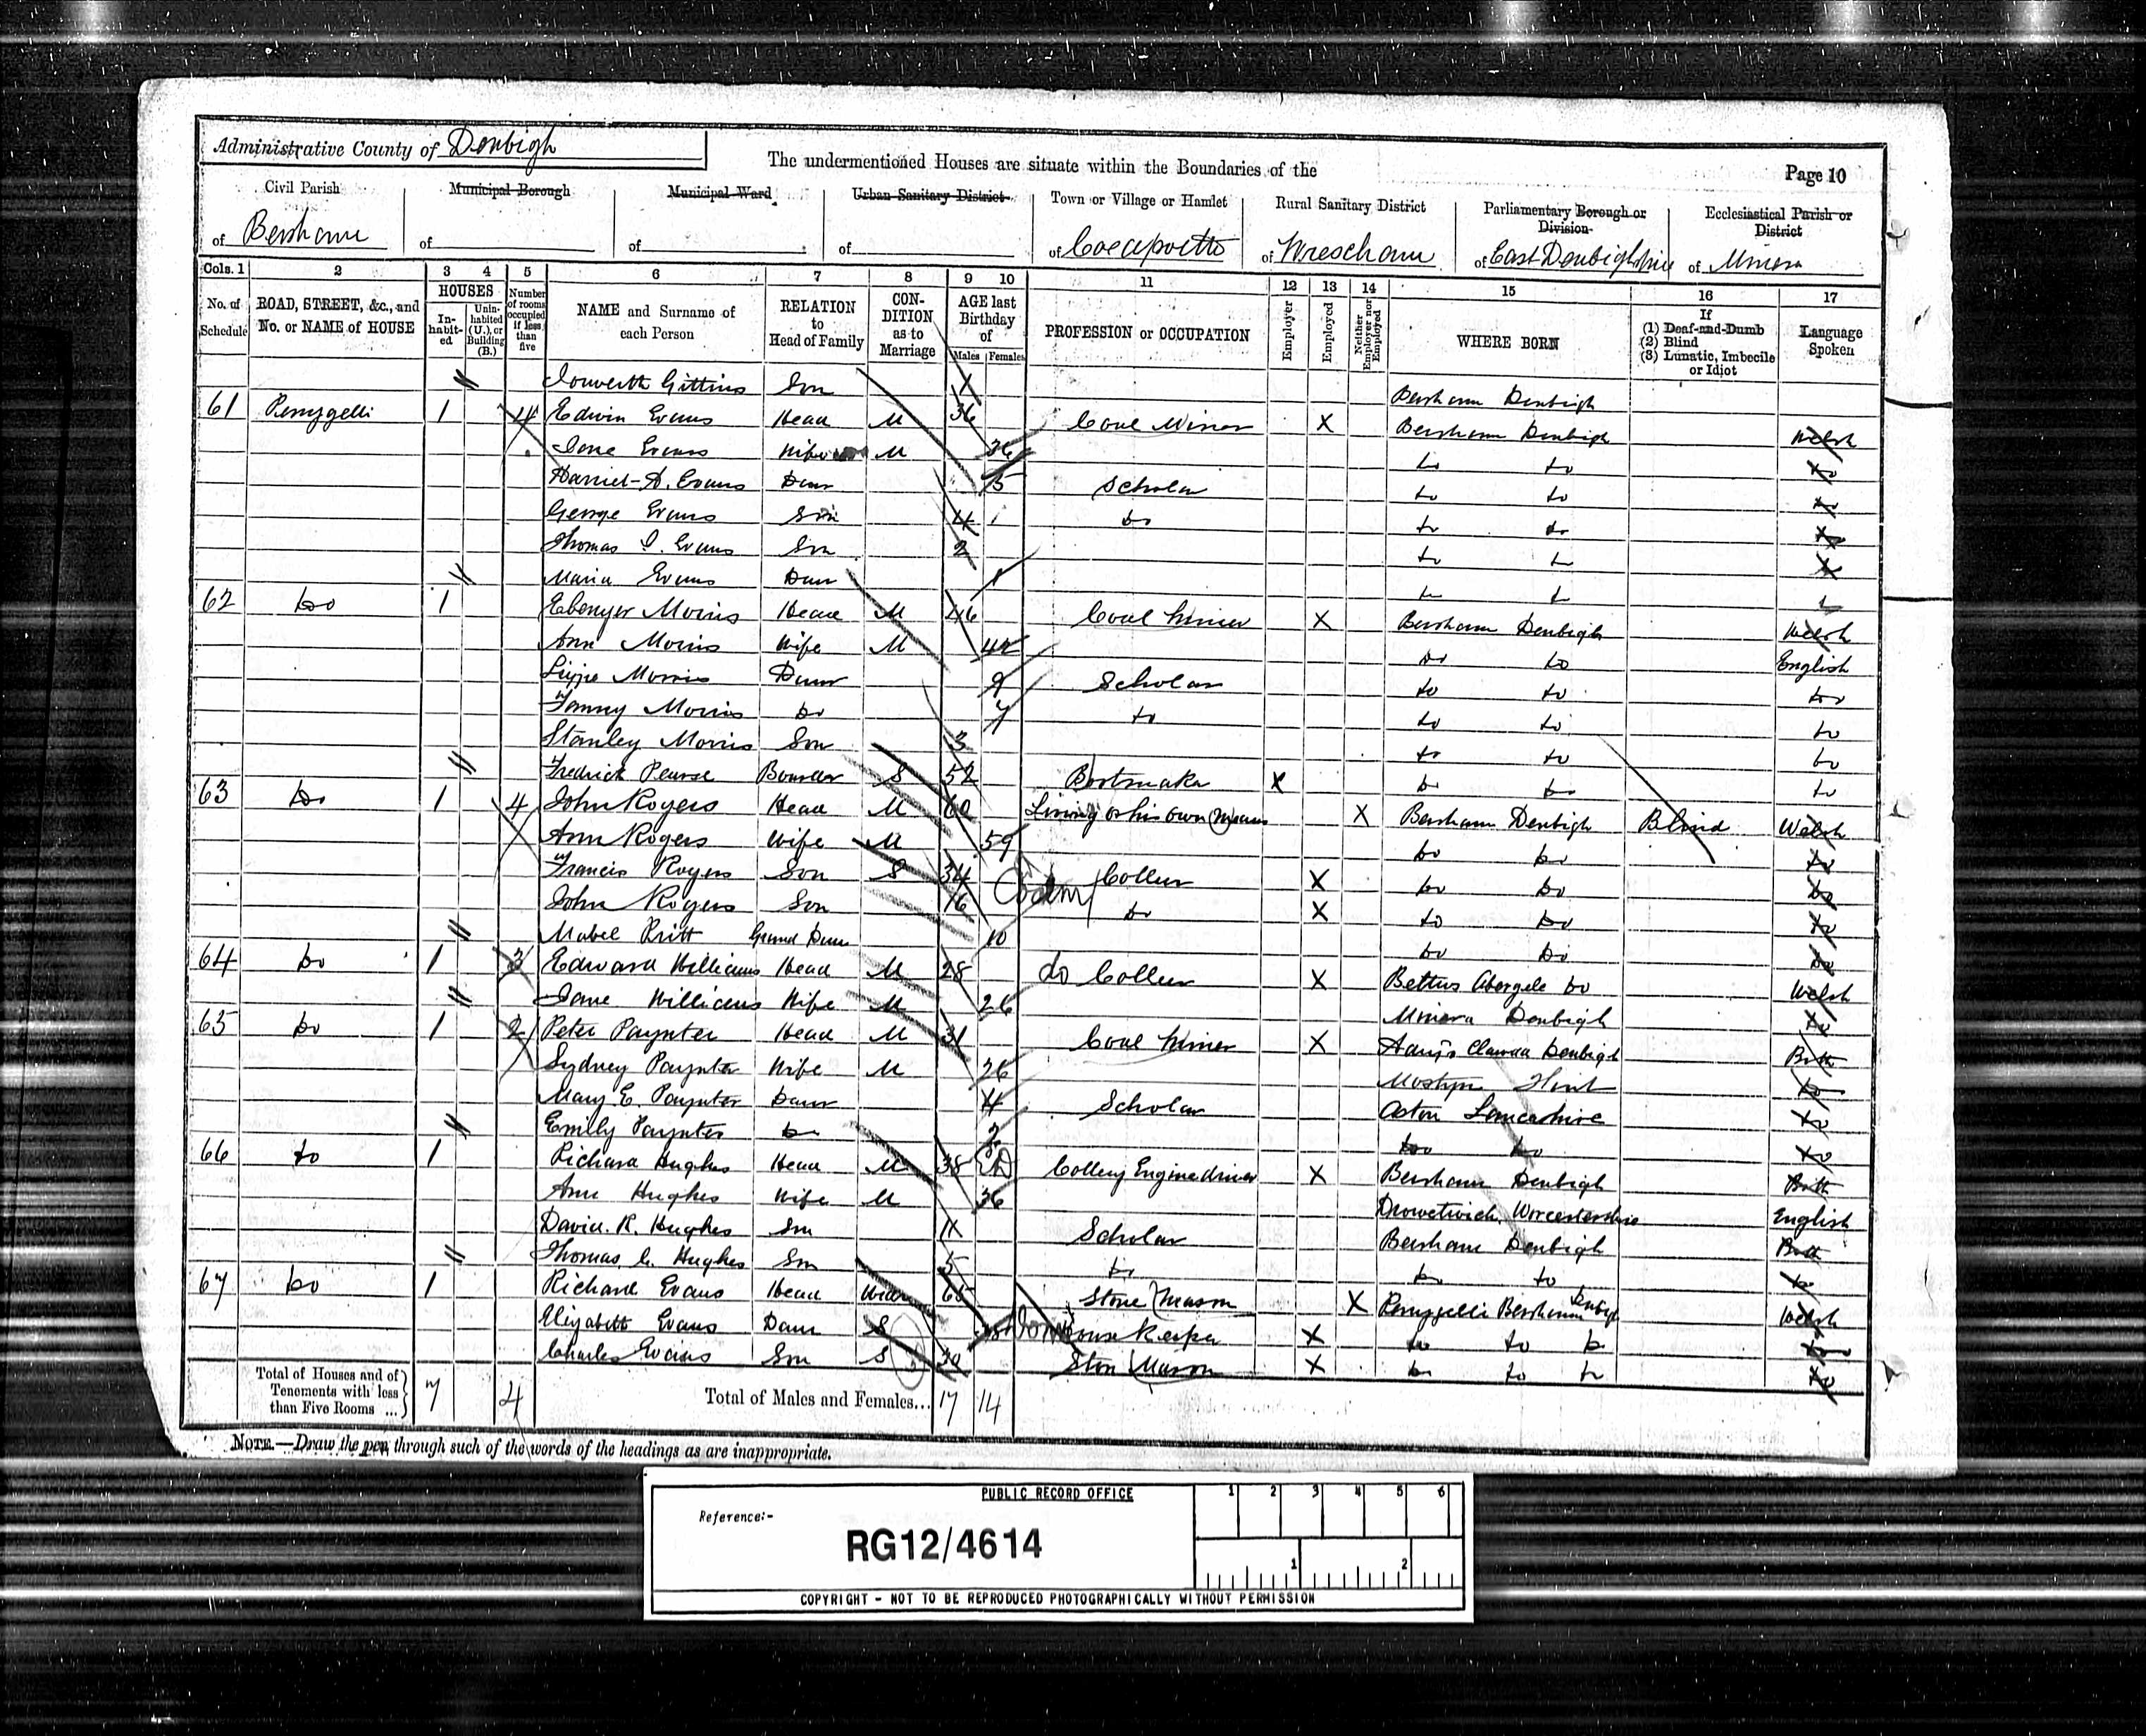 Administrative County of Denbigh
The undermentioned Houses are situate within the Boundaries of the
Page 10
Civil Parish of Bersham
Municipal Borough of
Municipal Ward of
Urban Sanitary District of
Town or Village or Hamlet of Coedpoeth
Rural Sanitary District of Wrexham
Parliamentary Borough or Division of East Denbighshire
Ecclesiastical Parish or District of Minera
Cols. 1 2 3 4 5 6 7 8 9 10 11 12 13 14 15 16 17
No. of Schedule
ROAD, STREET, &c., and No. or NAME of HOUSE
HOUSES
In-habit-ed
Unin-habited (U.), or Building (B.)
Number of rooms occupied if less than five
NAME and Surname of each Person
RELATION to Head of Family
CON-DITION as to Marriage
AGE last Birthday of
Males Females
PROFESSION or OCCUPATION
Employer
Employed
Neither Employer nor Employed
WHERE BORN
If (1) Deaf-and-Dumb (2) Blind (3) Lunatic, Imbecile or Idiot
Language Spoken
Iorwerth Gittins Son Bersham Denbigh
61 Penygelli 1 4 Edwin Evans Head M 36 Coal Miner X Bersham Denbigh Welsh
Jane Evans Wife M 36 do do do
Harriet A. Evans Daur 5 Scholar do do do
George Evans Son 4 do do do do
Thomas I. Evans Son 2 do do do
Maria Evans Daur 1 do do do
62 Do 1 Ebenezer Morris Head M 46 Coal Miner X Bersham Denbigh Welsh
Ann Morris Wife M 42 do do English
Lizzie Morris Daur 9 Scholar do do do
Fanny Morris do 7 do do do do
Stanley Morris Son 3 do do do
Fredrick Pearse Boarder S 52 Bootmaker X do do do
63 Do 1 4 John Rogers Head M 60 Living on his own Means X Bersham Denbigh Blind Welsh
Ann Rogers Wife M 59 do do do
Francis Rogers Son S 34 Collier X do do do
John Rogers Son 16 do X do do do
Mabel Pritt Grand Daur 10 do do do
64 Do 1 3 Edward Williams Head M 28 do Collier X Bettws Abergele do Welsh
Jane Williams Wife M 26 Minera Denbigh do
65 Do 1 2 Peter Paynter Head M 31 Coal Miner X Denbigh Both
Sydney Paynter Wife M 26 Mostyn Flint do
Mary E. Paynter Daur 4 Scholar Aston Lancashire do
Emily Paynter do 2 do do do
66 do 1 Richard Hughes Head M 38 Colliery Enginedriver X Bersham Denbigh Both
Ann Hughes Wife M 36 Drowetwich Worcestershire English
David. R. Hughes Son 11 Scholar Bersham Denbigh Both
Thomas. C. Hughes Son 5 do do do do
67 Do 1 Richard Evans Head Widr 65 Stone Mason X Penygelli Bersham Denbigh Welsh
Elizabeth Evans Daur S House Keeper X do do do do
Charles Evans Son S 30 Ston Mason X do do do do
Total of Houses and of Tenements with less than Five Rooms ... 7 4
Total of Males and Females... 17 14
NOTE.—Draw the pen through such of the words of the headings as are inappropriate.
PUBLIC RECORD OFFICE
1 2 3 4 5 6
Reference:-
RG12/4614
1 2
COPYRIGHT - NOT TO BE REPRODUCED PHOTOGRAPHICALLY WITHOUT PERMISSION